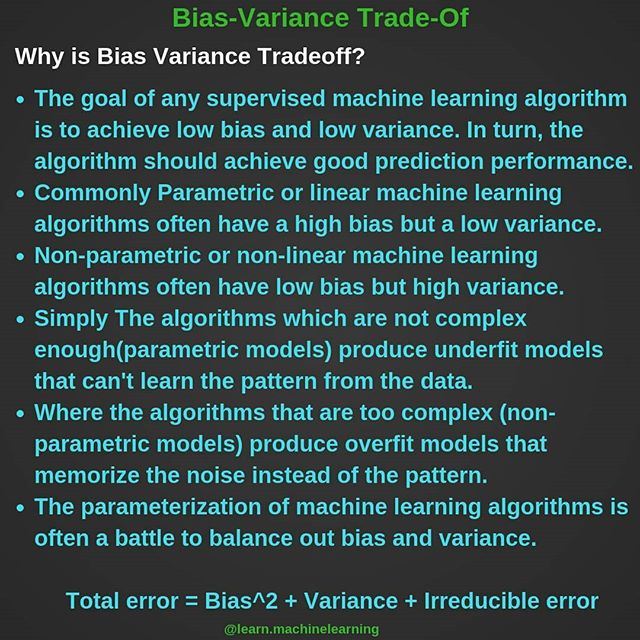 Bias-Variance Trade-Of
Why is Bias Variance Tradeoff?
• The goal of any supervised machine learning algorithm
is to achieve low bias and low variance. In turn, the
algorithm should achieve good prediction performance.
• Commonly Parametric or linear machine learning
algorithms often have a high bias but a low variance.
• Non-parametric or non-linear machine learning
algorithms often have low bias but high variance.
• Simply The algorithms which are not complex
enough(parametric models) produce underfit models
that can't learn the pattern from the data.
• Where the algorithms that are too complex (non-
parametric models) produce overfit models that
memorize the noise instead of the pattern.
• The parameterization of machine learning algorithms is
often a battle to balance out bias and variance.
Total error = Bias^2 + Variance + Irreducible error
@learn.machinelearning